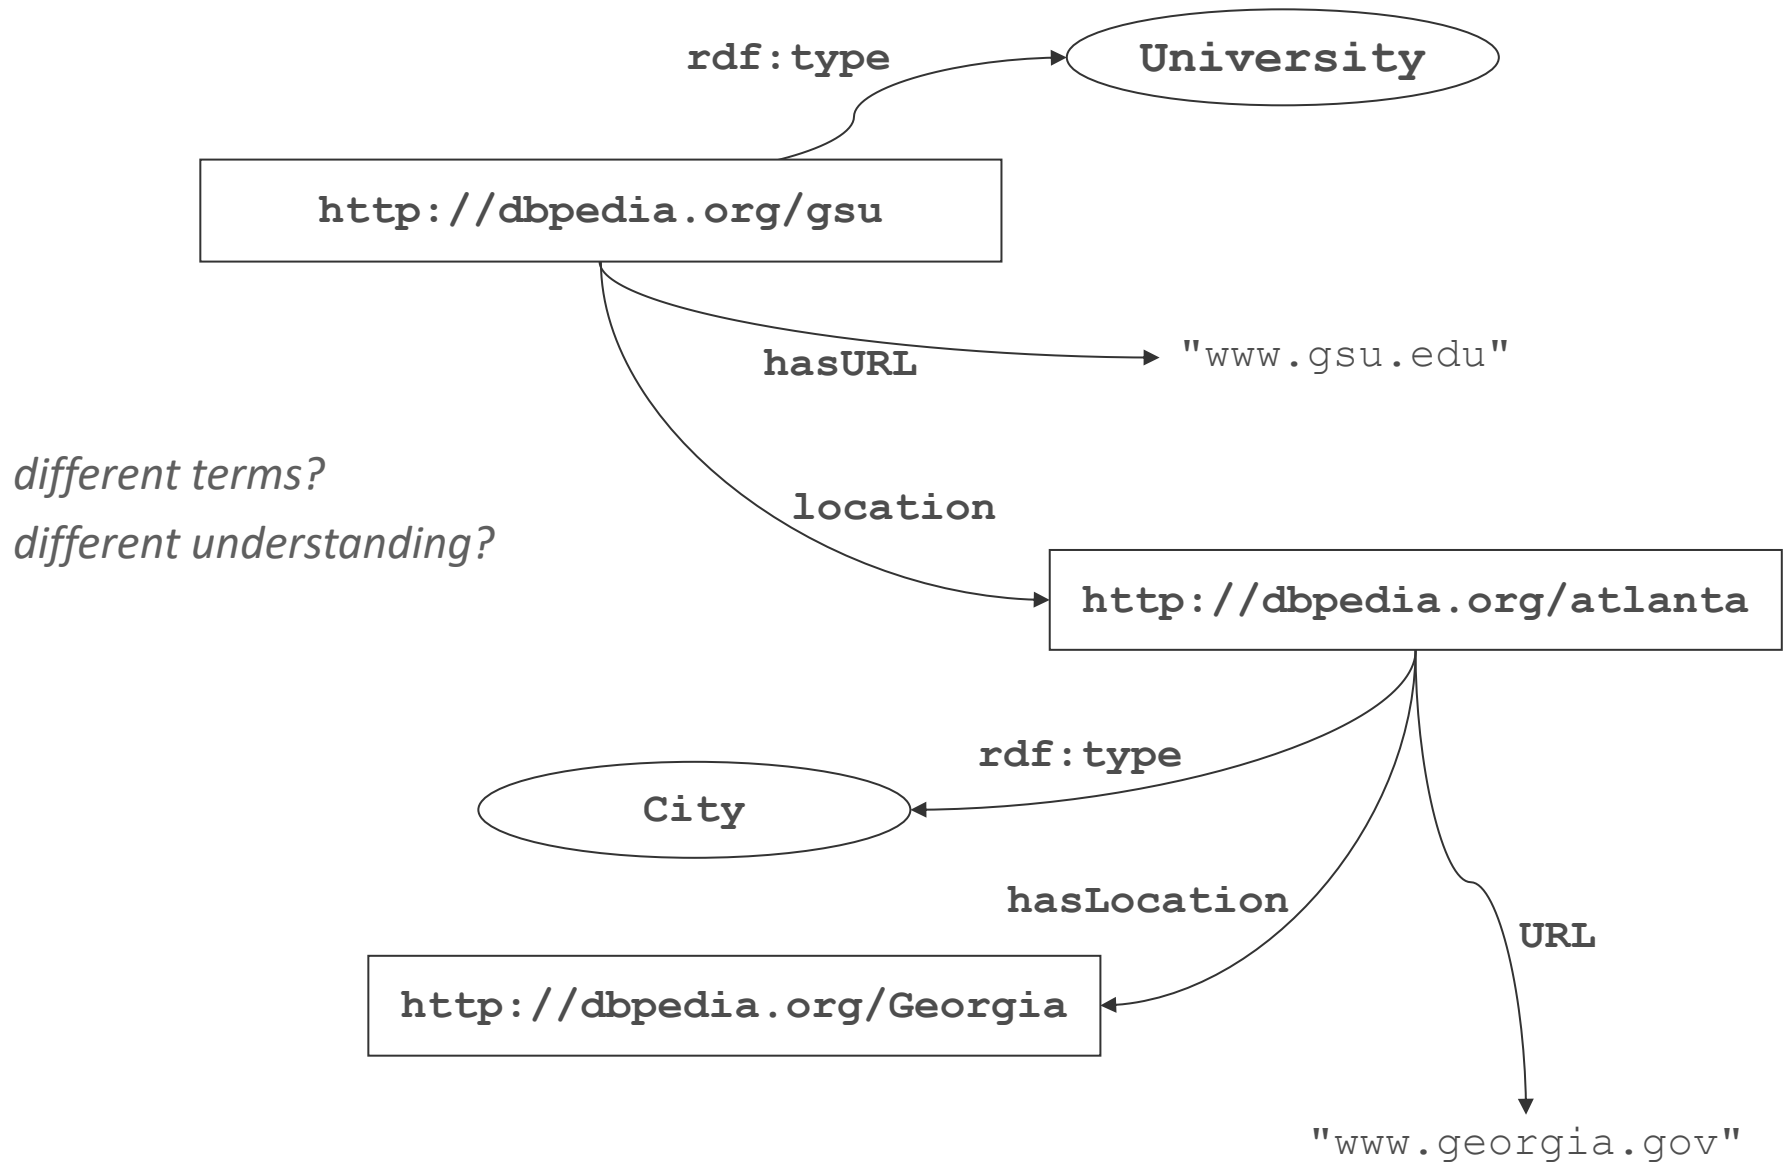 rdf:type
University
http://dbpedia.org/gsu
hasURL
"www.gsu.edu"
different terms?
different understanding?
location
http://dbpedia.org/atlanta
rdf:type
City
hasLocation
URL
http://dbpedia.org/Georgia
"www.georgia.gov"